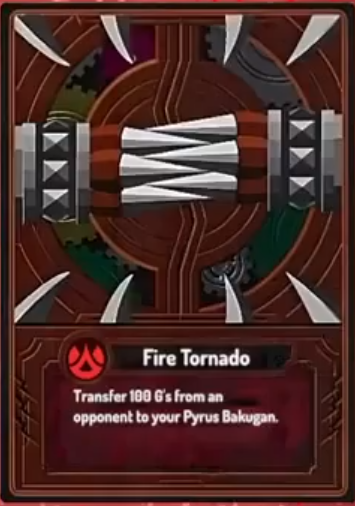 Fire Tornado
Transfer 100 G's from an
opponent to your Pyrus Bakugan.